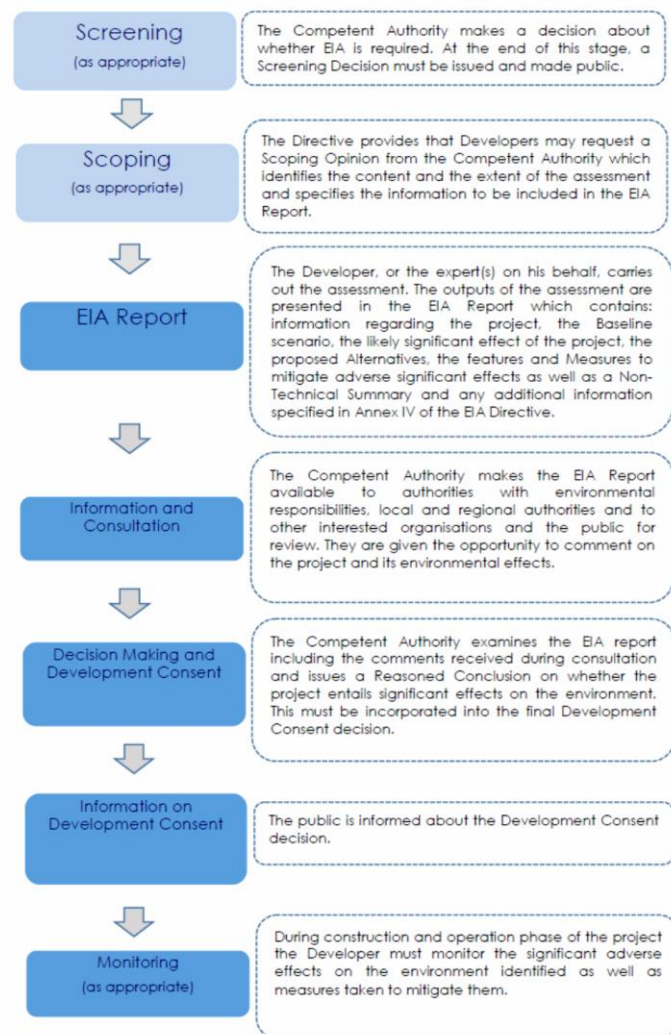 Screening
(as appropriate)
The Competent Authority makes a decision about
whether EIA is required. At the end of this stage, a
Screening Decision must be issued and made public.
Scoping
(as appropriate)
The Directive provides that Developers may request a
Scoping Opinion from the Competent Authority which
identifies the content and the extent of the assessment
and specifies the information to be included in the EIA
Report.
EIA Report
The Developer, or the expert(s) on his behalf, carries
out the assessment. The outputs of the assessment are
presented in the EIA Report which contains:
information regarding the project, the Baseline
scenario, the likely significant effect of the project, the
proposed Alternatives, the features and Measures to
mitigate adverse significant effects as well as a Non-
Technical Summary and any additional information
specified in Annex IV of the EIA Directive.
Information and
Consultation
The Competent Authority makes the EIA Report
available to authorities with environmental
responsibilities, local and regional authorities and to
other interested organisations and the public for
review. They are given the opportunity to comment on
the project and its environmental effects.
Decision Making and
Development Consent
The Competent Authority examines the EIA report
including the comments received during consultation
and issues a Reasoned Conclusion on whether the
project entails significant effects on the environment.
This must be incorporated into the final Development
Consent decision.
Information on
Development Consent
The public is informed about the Development Consent
decision.
Monitoring
(as appropriate)
During construction and operation phase of the project
the Developer must monitor the significant adverse
effects on the environment identified as well as
measures taken to mitigate them.